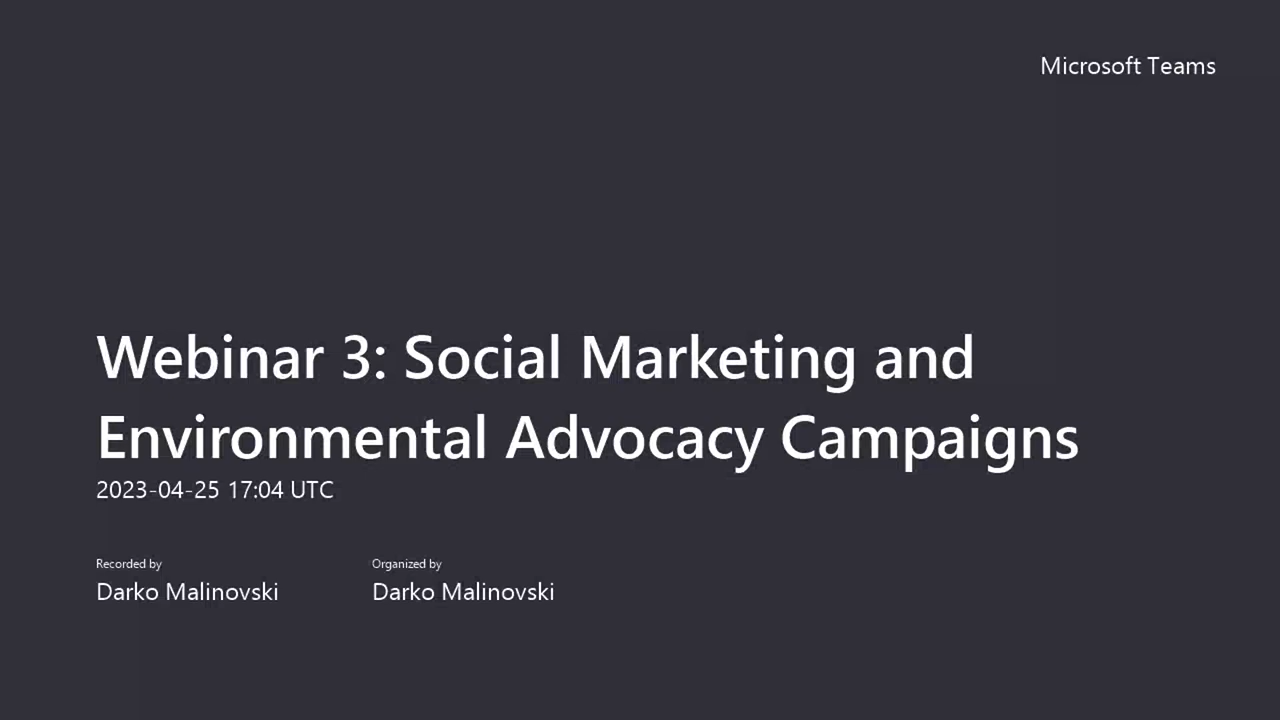 Microsoft Teams
Webinar 3: Social Marketing and
Environmental Advocacy Campaigns
2023-04-25 17:04 UTC
Recorded by
Darko Malinovski
Organized by
Darko Malinovski